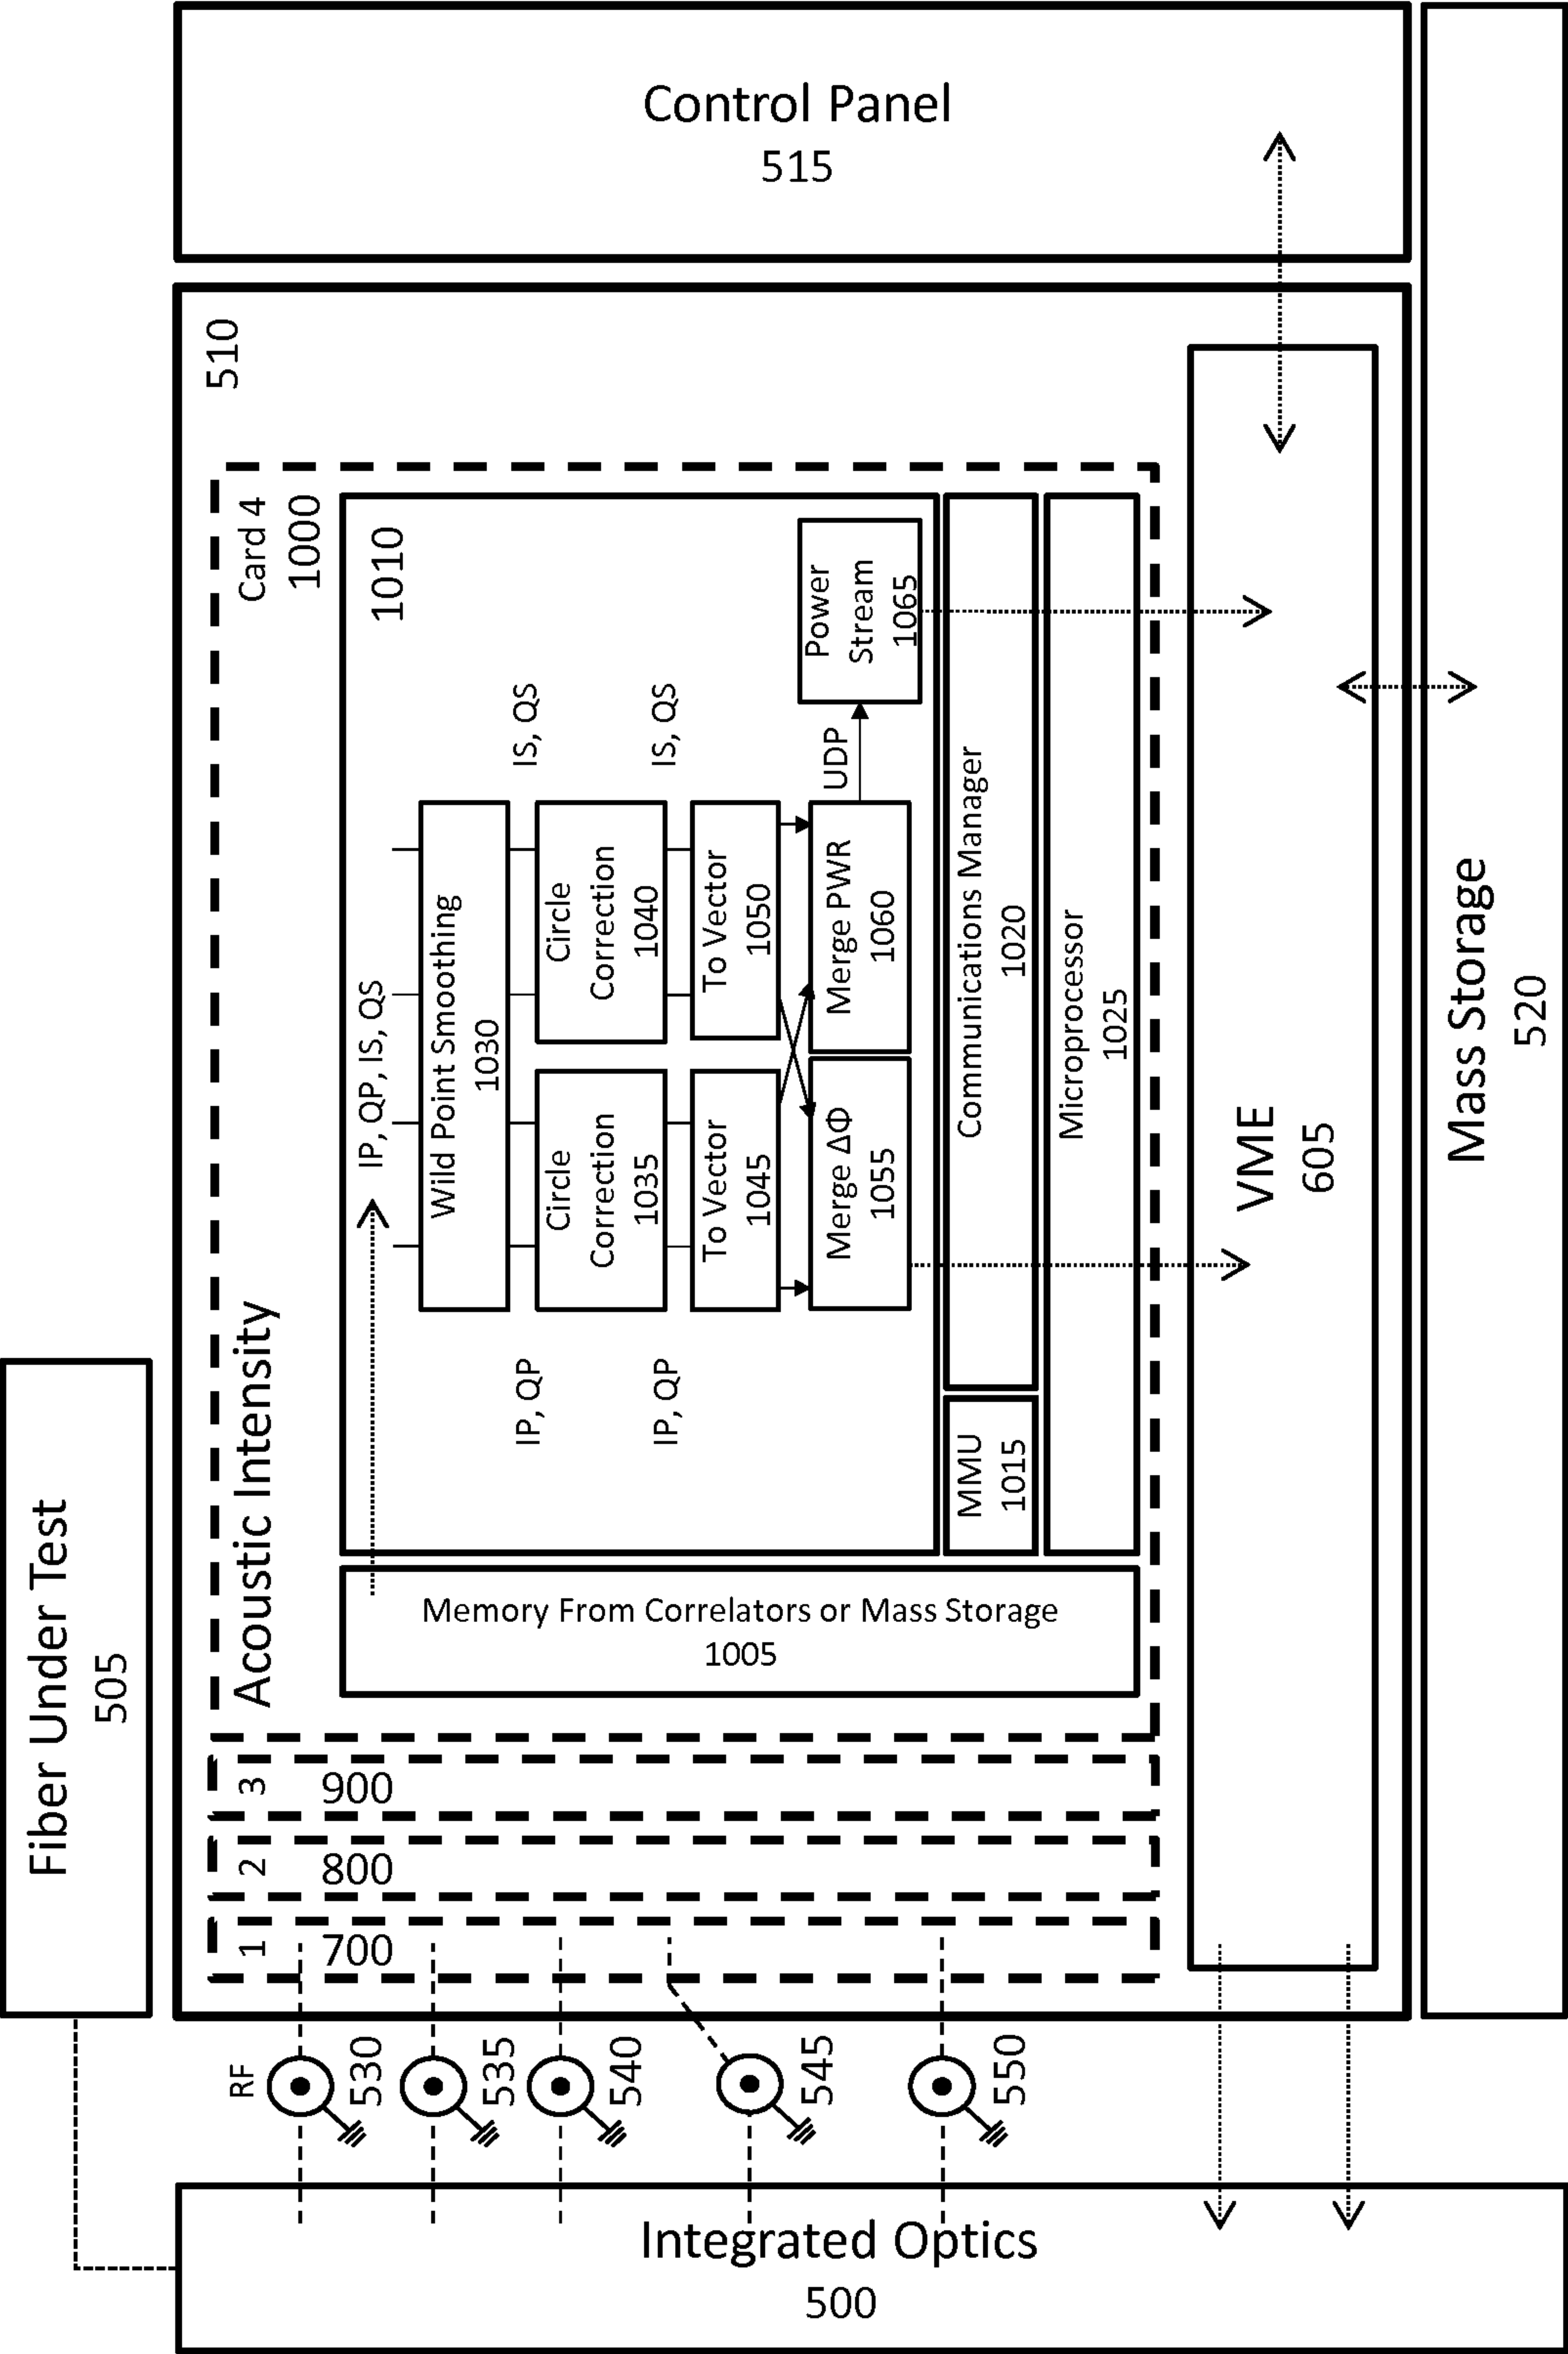 Fiber Under Test
505
Integrated Optics
500
RF
530
535
540
545
550
510
1
700
2
800
3
900
Acoustic Intensity
Card 4
1000
Memory From Correlators or Mass Storage
1005
1010
IP, QP, IS, QS
Wild Point Smoothing
1030
IP, QP
IS, QS
Circle
Correction
1035
Circle
Correction
1040
IP, QP
IS, QS
To Vector
1045
To Vector
1050
Merge ΔΦ
1055
Merge PWR
1060
UDP
Power
Stream
1065
MMU
1015
Communications Manager
1020
Microprocessor
1025
VME
605
Control Panel
515
Mass Storage
520